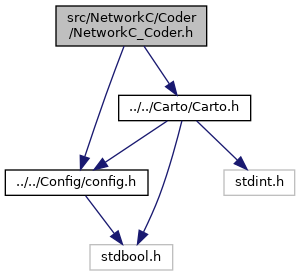 src/NetworkC/Coder
/NetworkC_Coder.h
../../Carto/Carto.h
../../Config/config.h
stdint.h
stdbool.h